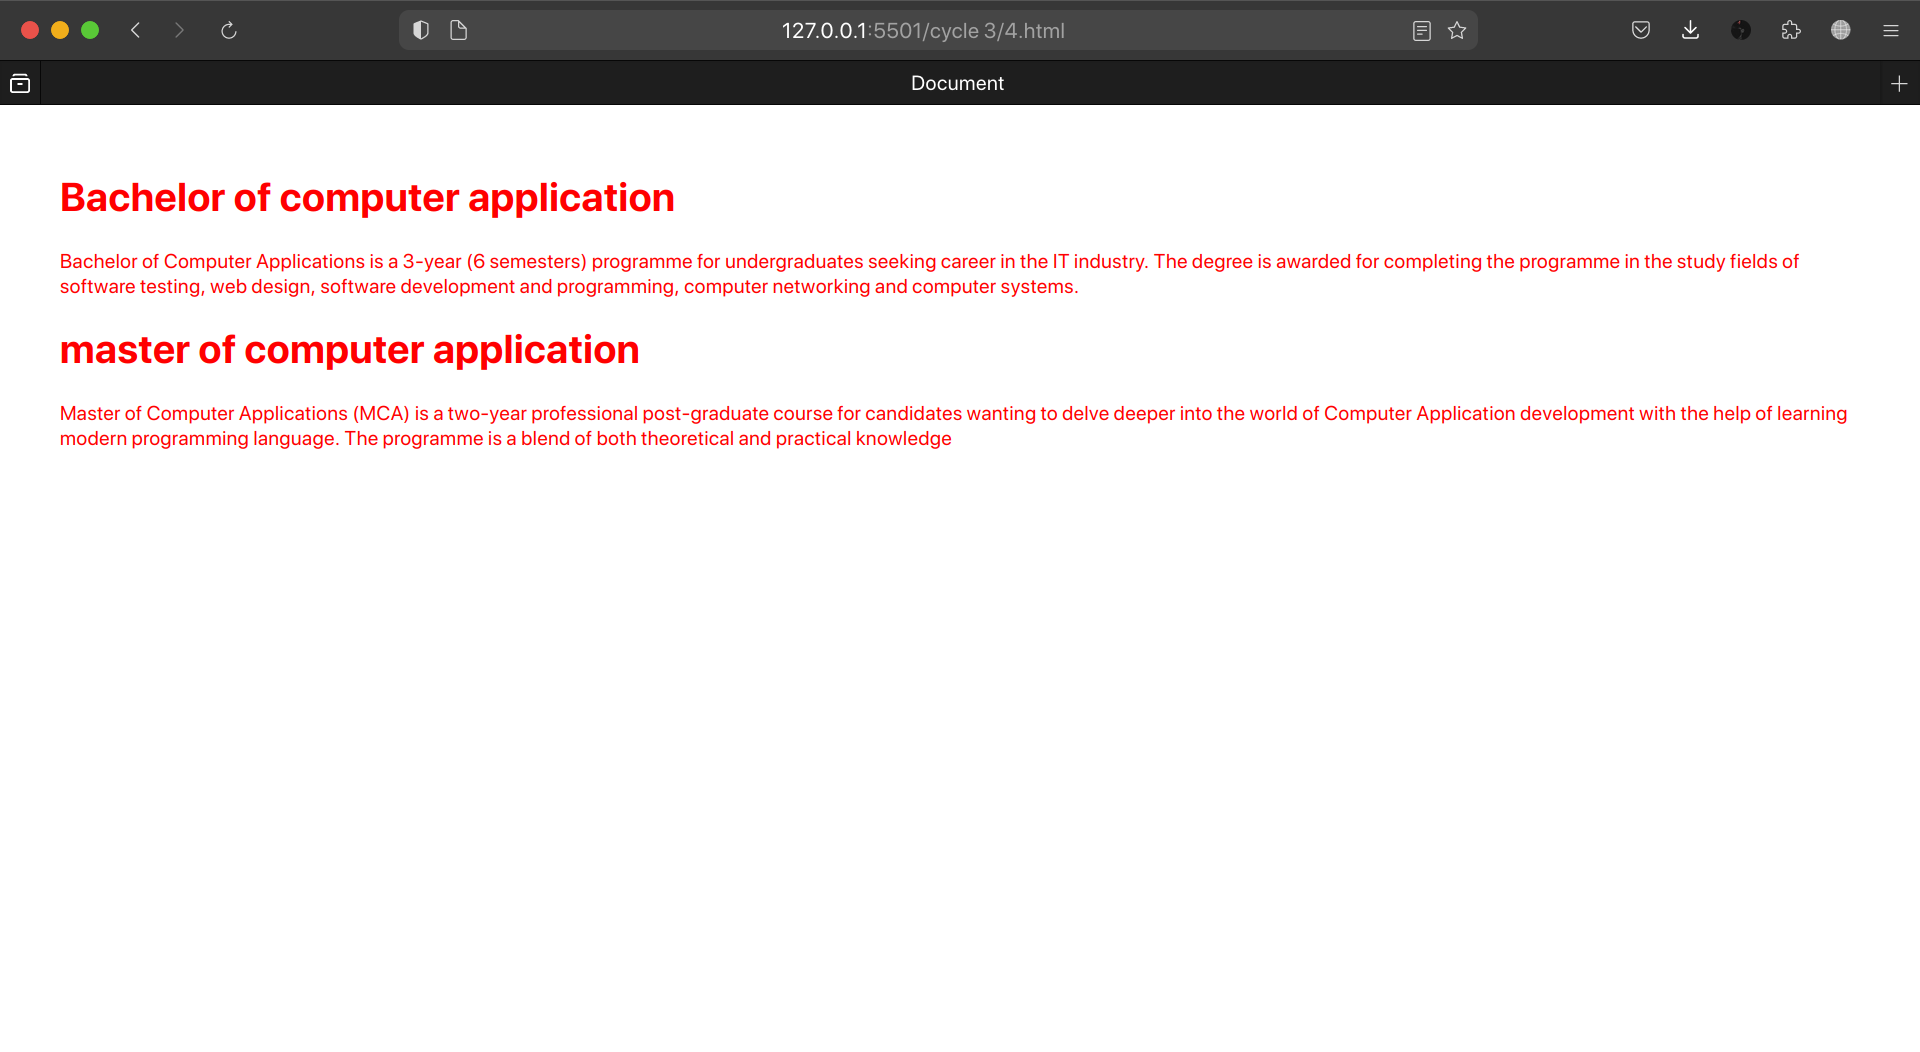 127.0.0.1:5501/cycle 3/4.html
Document
Bachelor of computer application
Bachelor of Computer Applications is a 3-year (6 semesters) programme for undergraduates seeking career in the IT industry. The degree is awarded for completing the programme in the study fields of
software testing, web design, software development and programming, computer networking and computer systems.
master of computer application
Master of Computer Applications (MCA) is a two-year professional post-graduate course for candidates wanting to delve deeper into the world of Computer Application development with the help of learning
modern programming language. The programme is a blend of both theoretical and practical knowledge